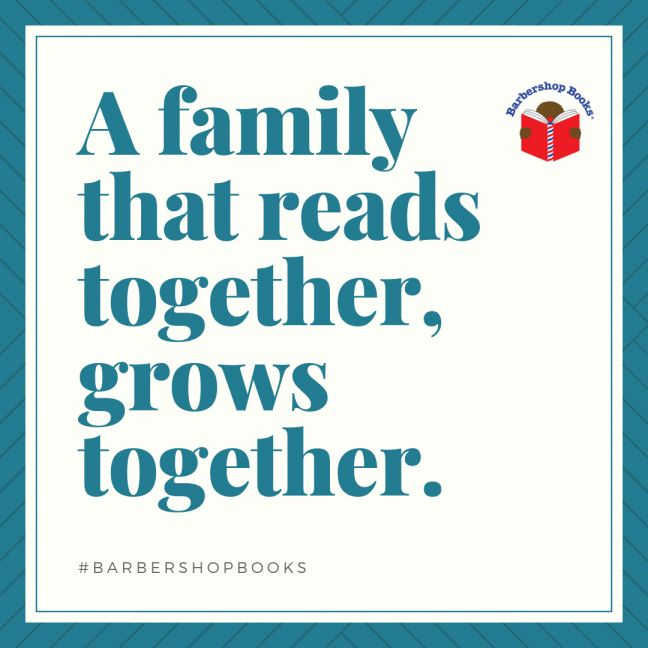 Barbershop Books
A family
that reads
together,
grows
together.
#BARBERSHOPBOOKS